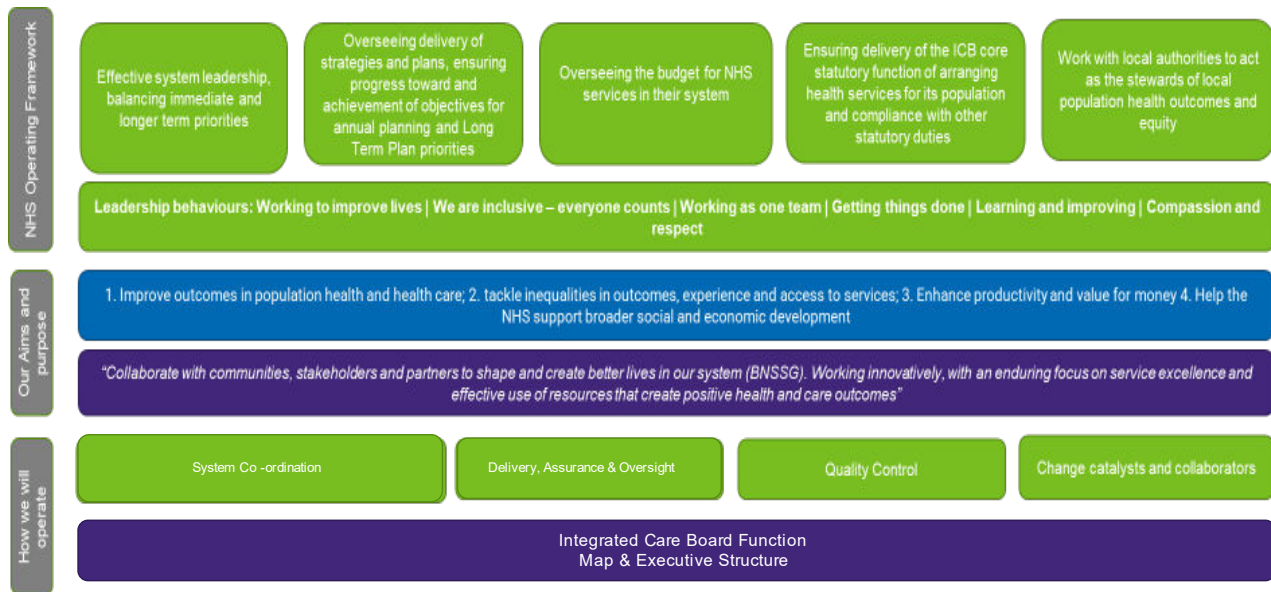 NHS Operating Framework
Effective system leadership,
balancing immediate and
longer term priorities
Overseeing delivery of
strategies and plans, ensuring
progress toward and
achievement of objectives for
annual planning and Long
Term Plan priorities
Overseeing the budget for NHS
services in their system
Ensuring delivery of the ICB core
statutory function of arranging
health services for its population
and compliance with other
statutory duties
Work with local authorities to act
as the stewards of local
population health outcomes and
equity
Leadership behaviours: Working to improve lives | We are inclusive – everyone counts | Working as one team | Getting things done | Learning and improving | Compassion and
respect
Our Aims and
purpose
1. Improve outcomes in population health and health care; 2. tackle inequalities in outcomes, experience and access to services; 3. Enhance productivity and value for money 4. Help the
NHS support broader social and economic development
“Collaborate with communities, stakeholders and partners to shape and create better lives in our system (BNSSG). Working innovatively, with an enduring focus on service excellence and
effective use of resources that create positive health and care outcomes”
How we will
operate
System Co -ordination
Delivery, Assurance & Oversight
Quality Control
Change catalysts and collaborators
Integrated Care Board Function
Map & Executive Structure